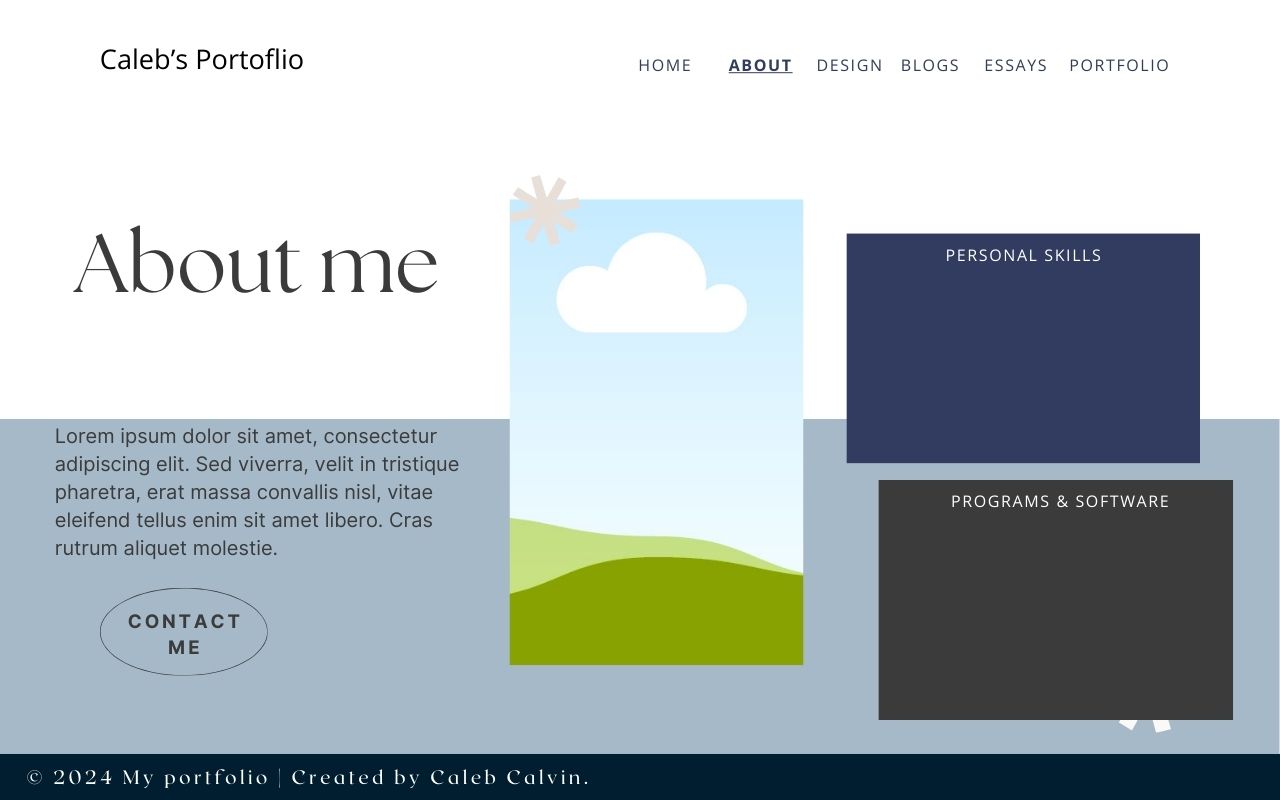 Caleb’s Portoflio
HOME ABOUT DESIGN BLOGS ESSAYS PORTFOLIO
About me
Lorem ipsum dolor sit amet, consectetur
adipiscing elit. Sed viverra, velit in tristique
pharetra, erat massa convallis nisl, vitae
eleifend tellus enim sit amet libero. Cras
rutrum aliquet molestie.
CONTACT
ME
PERSONAL SKILLS
PROGRAMS & SOFTWARE
© 2024 My portfolio | Created by Caleb Calvin.